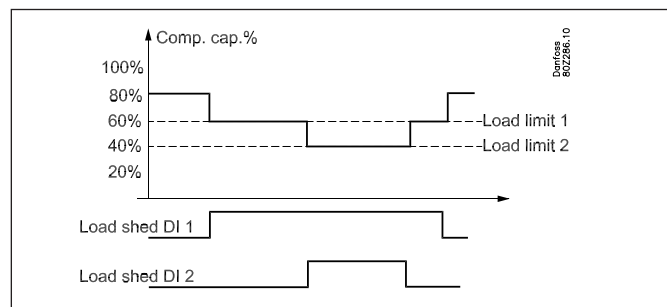 Comp. cap.%
Danfoss
80Z286.10
100%
80%
60%
Load limit 1
40%
Load limit 2
20%
Load shed DI 1
Load shed DI 2